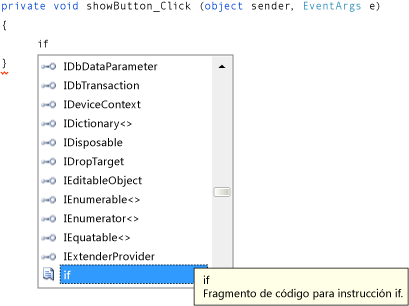 private void showButton_Click (object sender, EventArgs e)
{
if
}
IDbDataParameter
IDbTransaction
IDeviceContext
IDictionary<>
IDisposable
IDropTarget
IEditableObject
IEnumerable<>
IEnumerator<>
IEquatable<>
IExtenderProvider
if
if
Fragmento de código para instrucción if.